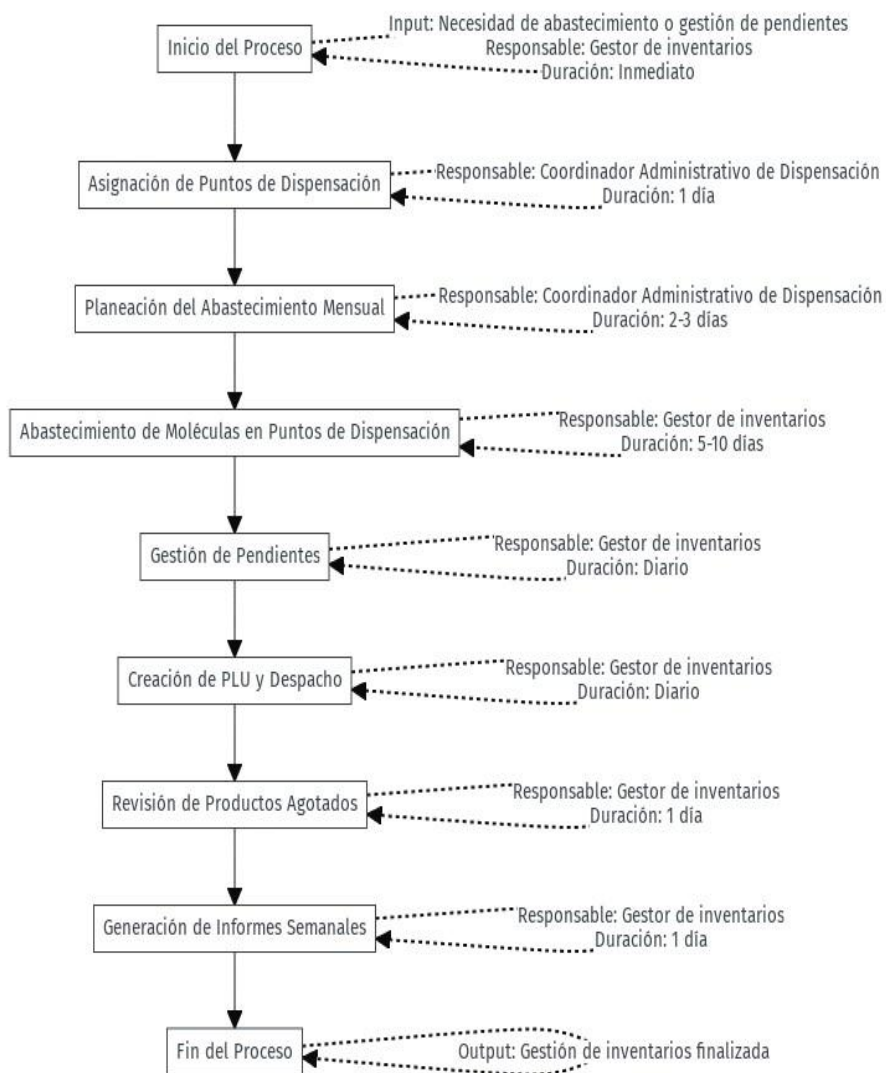 Inicio del Proceso
Input: Necesidad de abastecimiento o gestión de pendientes
Responsable: Gestor de inventarios
Duración: Inmediato
Asignación de Puntos de Dispensación
Responsable: Coordinador Administrativo de Dispensación
Duración: 1 día
Planeación del Abastecimiento Mensual
Responsable: Coordinador Administrativo de Dispensación
Duración: 2-3 días
Abastecimiento de Moléculas en Puntos de Dispensación
Responsable: Gestor de inventarios
Duración: 5-10 días
Gestión de Pendientes
Responsable: Gestor de inventarios
Duración: Diario
Creación de PLU y Despacho
Responsable: Gestor de inventarios
Duración: Diario
Revisión de Productos Agotados
Responsable: Gestor de inventarios
Duración: 1 día
Generación de Informes Semanales
Responsable: Gestor de inventarios
Duración: 1 día
Fin del Proceso
Output: Gestión de inventarios finalizada